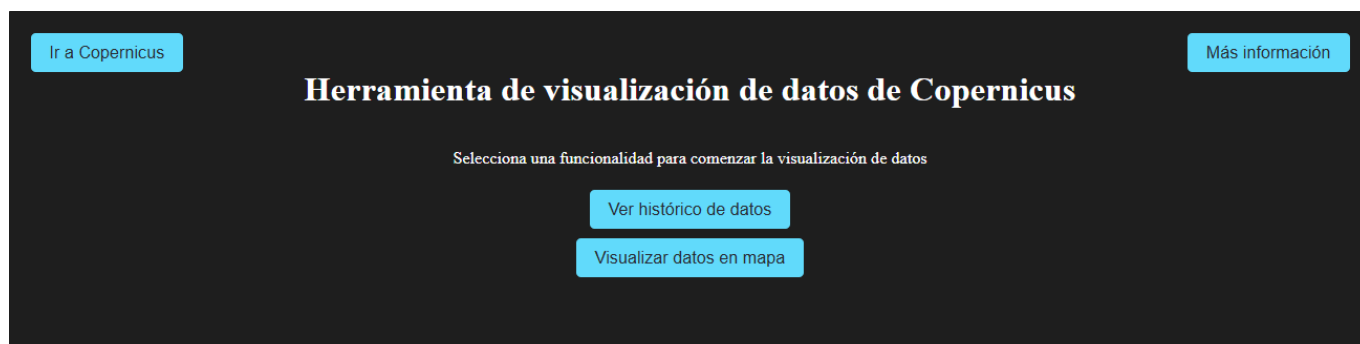 Ir a Copernicus
Más información
Herramienta de visualización de datos de Copernicus
Selecciona una funcionalidad para comenzar la visualización de datos
Ver histórico de datos
Visualizar datos en mapa